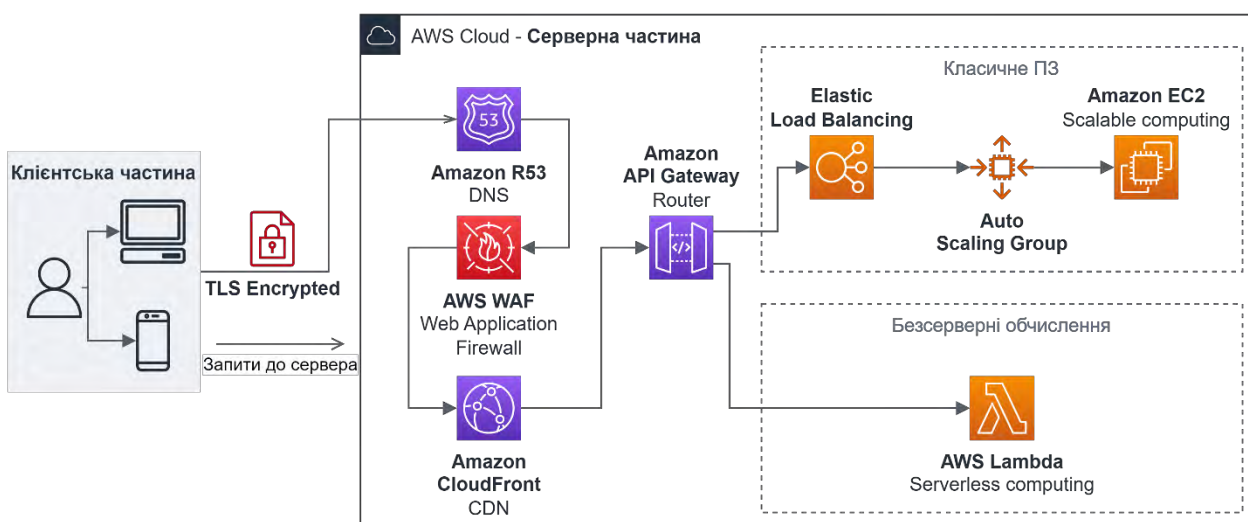 AWS Cloud - Серверна частина
Клієнтська частина
TLS Encrypted
Запити до сервера
53
Amazon R53
DNS
AWS WAF
Web Application
Firewall
Amazon
CloudFront
CDN
Amazon
API Gateway
Router
</>
Класичне ПЗ
Elastic
Load Balancing
Auto
Scaling Group
Amazon EC2
Scalable computing
Безсерверні обчислення
AWS Lambda
Serverless computing